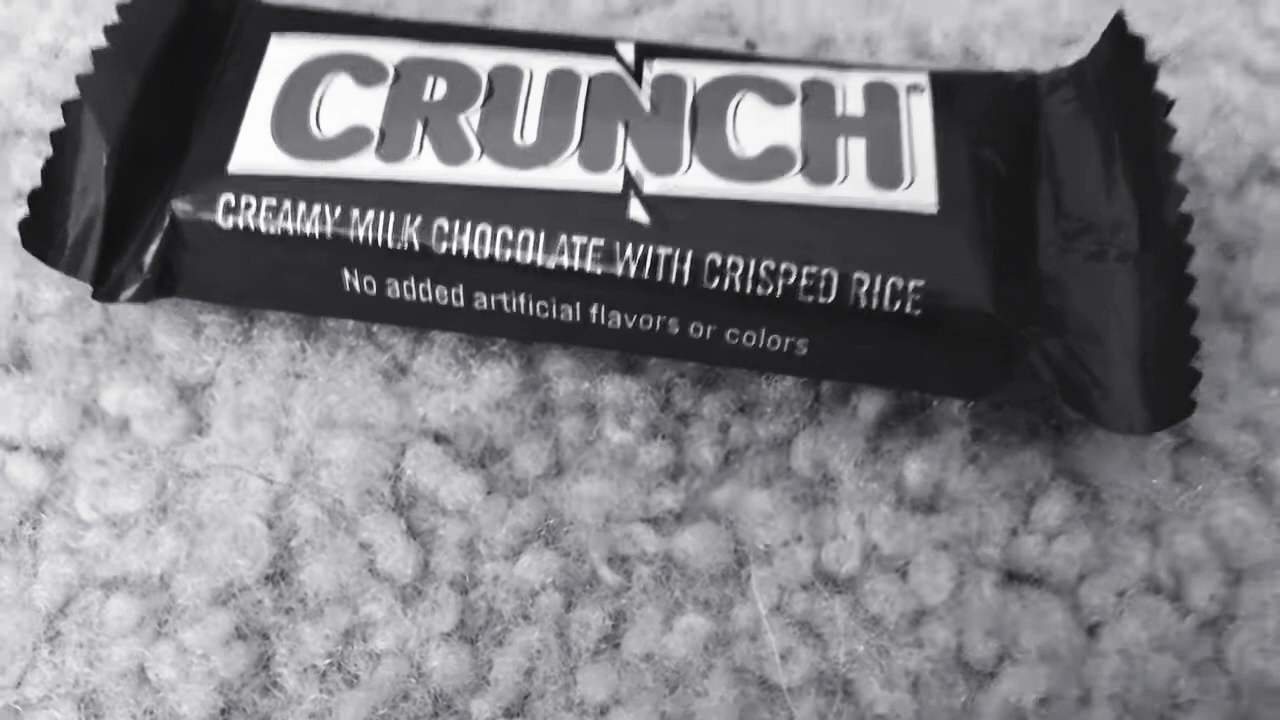 CRUNCH
CREAMY MILK CHOCOLATE WITH CRISPED RICE
No added artificial flavors or colors